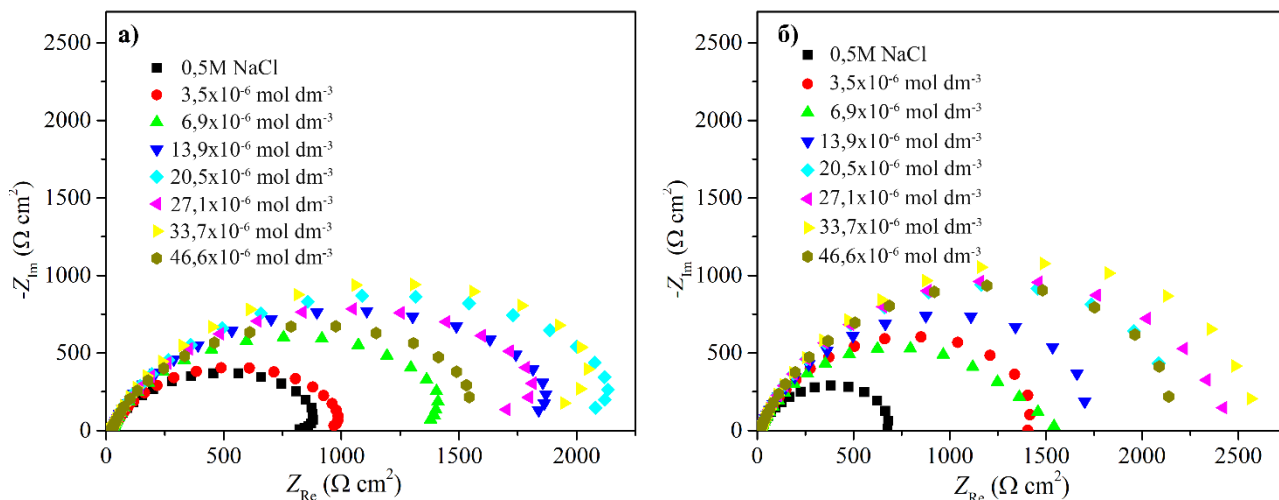 а)
0,5M NaCl
3,5x10⁻⁶ mol dm⁻³
6,9x10⁻⁶ mol dm⁻³
13,9x10⁻⁶ mol dm⁻³
20,5x10⁻⁶ mol dm⁻³
27,1x10⁻⁶ mol dm⁻³
33,7x10⁻⁶ mol dm⁻³
46,6x10⁻⁶ mol dm⁻³
2500
2000
1500
1000
500
0
-Z_Im (Ω cm²)
0 500 1000 1500 2000
Z_Re (Ω cm²)
б)
0,5M NaCl
3,5x10⁻⁶ mol dm⁻³
6,9x10⁻⁶ mol dm⁻³
13,9x10⁻⁶ mol dm⁻³
20,5x10⁻⁶ mol dm⁻³
27,1x10⁻⁶ mol dm⁻³
33,7x10⁻⁶ mol dm⁻³
46,6x10⁻⁶ mol dm⁻³
2500
2000
1500
1000
500
0
-Z_Im (Ω cm²)
0 500 1000 1500 2000 2500
Z_Re (Ω cm²)